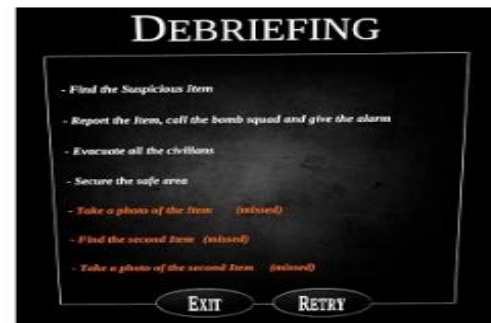 DEBRIEFING
- Find the Suspicious Item
- Report the Item, call the bomb squad and give the alarm
- Evacuate all the civilians
- Secure the safe area
- Take a photo of the Item (missed)
- Find the second Item (missed)
- Take a photo of the second Item (missed)
EXIT RETRY